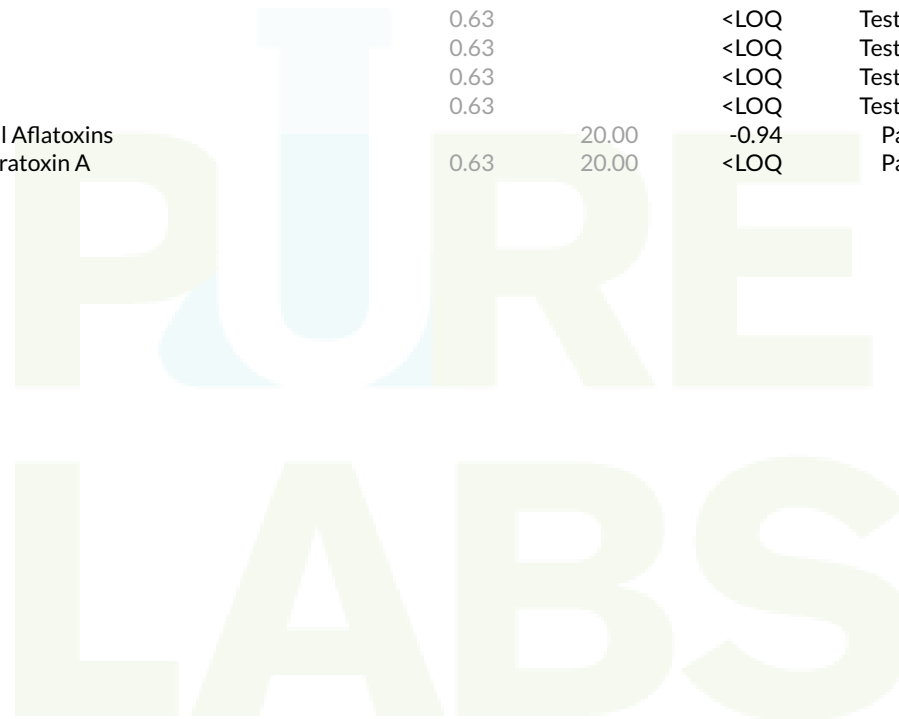 0.63 <LOQ Test
0.63 <LOQ Test
0.63 <LOQ Test
0.63 <LOQ Test
l Aflatoxins 20.00 -0.94 Pa
ratoxin A 0.63 20.00 <LOQ Pa
PURE
LABS